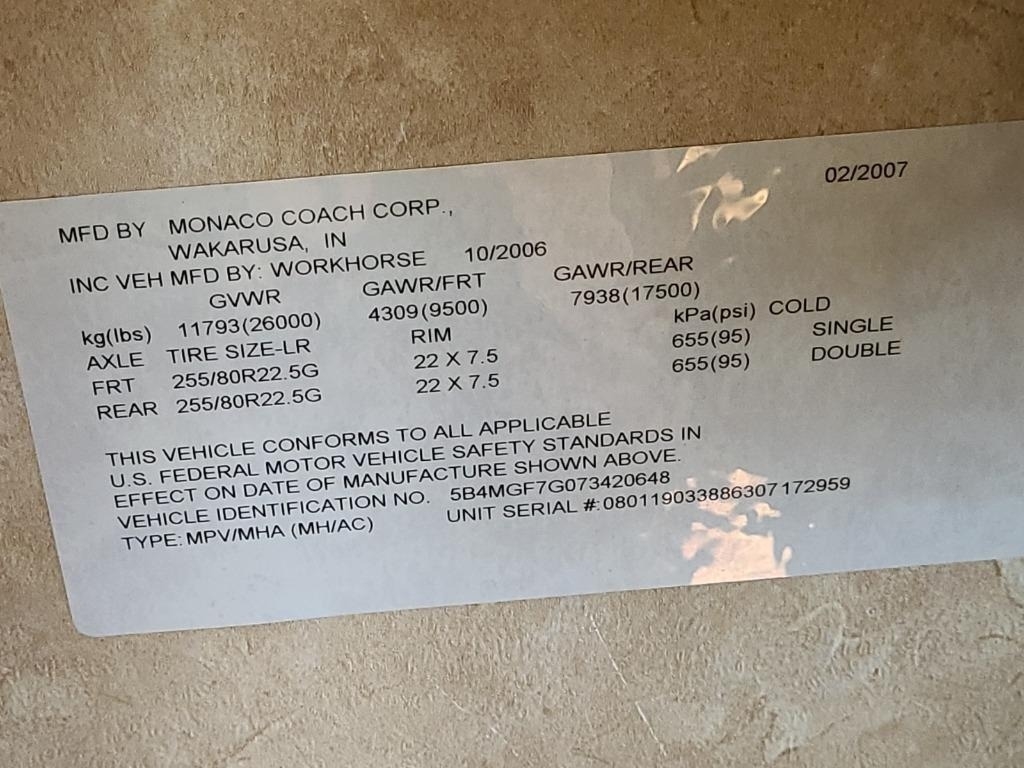 02/2007
MFD BY MONACO COACH CORP.,
WAKARUSA, IN
INC VEH MFD BY: WORKHORSE 10/2006
GVWR GAWR/FRT GAWR/REAR
kg(lbs) 11793(26000) 4309(9500) 7938(17500)
AXLE TIRE SIZE-LR RIM kPa(psi) COLD
FRT 255/80R22.5G 22 X 7.5 655(95) SINGLE
REAR 255/80R22.5G 22 X 7.5 655(95) DOUBLE
THIS VEHICLE CONFORMS TO ALL APPLICABLE
U.S. FEDERAL MOTOR VEHICLE SAFETY STANDARDS IN
EFFECT ON DATE OF MANUFACTURE SHOWN ABOVE.
VEHICLE IDENTIFICATION NO. 5B4MGF7G073420648
TYPE: MPV/MHA (MH/AC) UNIT SERIAL #:080119033886307172959